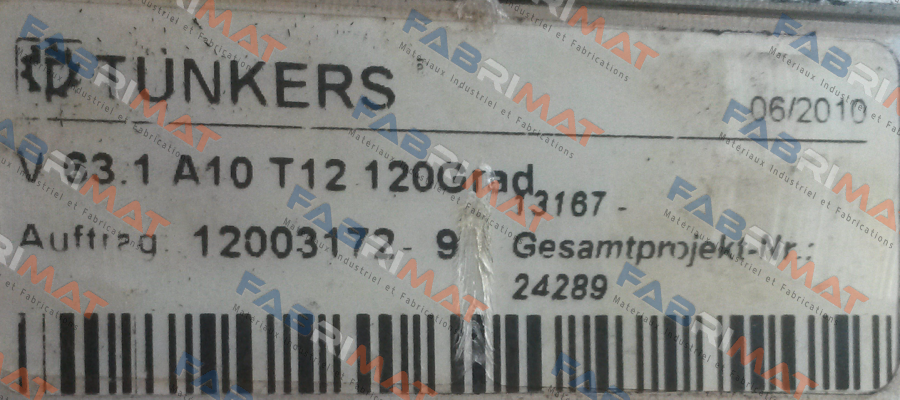 TÜNKERS
06/2010
V 63.1 A10 T12 120Grad
13167 -
Auftrag: 12003172- 9
Gesamtprojekt-Nr.:
24289
FABRIMAT
Matériaux Industriel et Fabrications